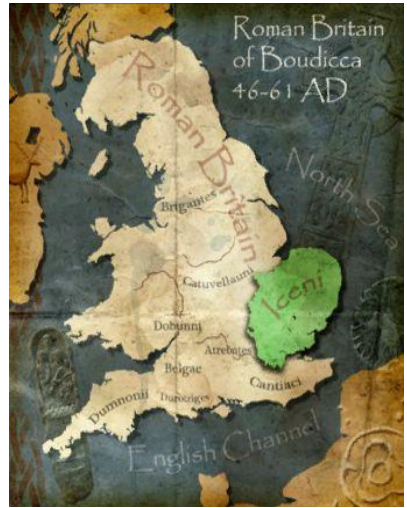 Roman Britain
of Boudicca
46-61 AD
Roman Britain
North Sea
Brigantes
Catuvellauni
Iceni
Dobunni
Atrebates
Belgae
Cantiaci
Dumnonii
Durotriges
English Channel